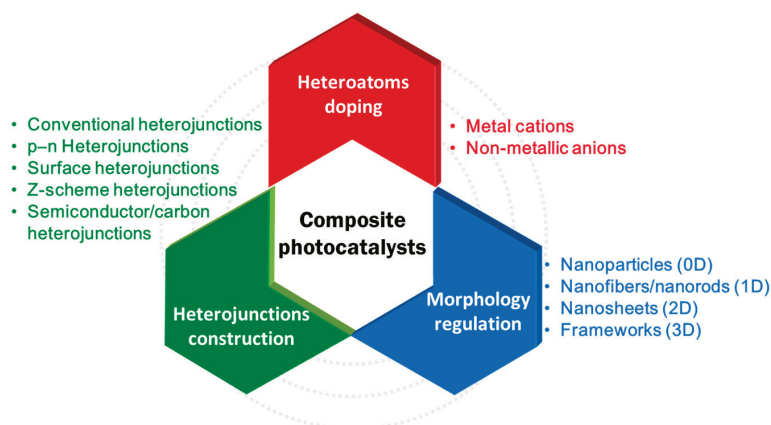 Heteroatoms
doping
• Metal cations
• Non-metallic anions
• Conventional heterojunctions
• p–n Heterojunctions
• Surface heterojunctions
• Z-scheme heterojunctions
• Semiconductor/carbon
heterojunctions
Composite
photocatalysts
Heterojunctions
construction
Morphology
regulation
• Nanoparticles (0D)
• Nanofibers/nanorods (1D)
• Nanosheets (2D)
• Frameworks (3D)